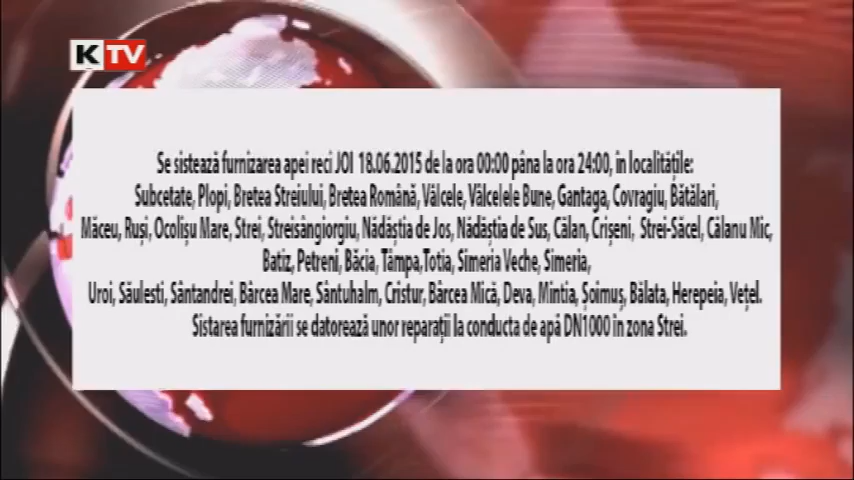 KTV
Se sistează furnizarea apei reci JOI 18.06.2015 de la ora 00:00 pâna la ora 24:00, în localitățile:
Subcetate, Plopi, Bretea Streiului, Bretea Română, Vâlcele, Vâlcelele Bune, Gantaga, Covragiu, Bătălari,
Măceu, Ruși, Ocolișu Mare, Strei, Streisângiorgiu, Nădăștia de Jos, Nădăștia de Sus, Călan, Crișeni, Strei-Săcel, Călanu Mic,
Batiz, Petreni, Băcia, Tâmpa,Totia, Simeria Veche, Simeria,
Uroi, Săulesti, Sântandrei, Bârcea Mare, Sântuhalm, Cristur, Bârcea Mică, Deva, Mintia, Șoimuș, Bălata, Herepeia, Vețel.
Sistarea furnizării se datorează unor reparații la conducta de apă DN1000 în zona Strei.